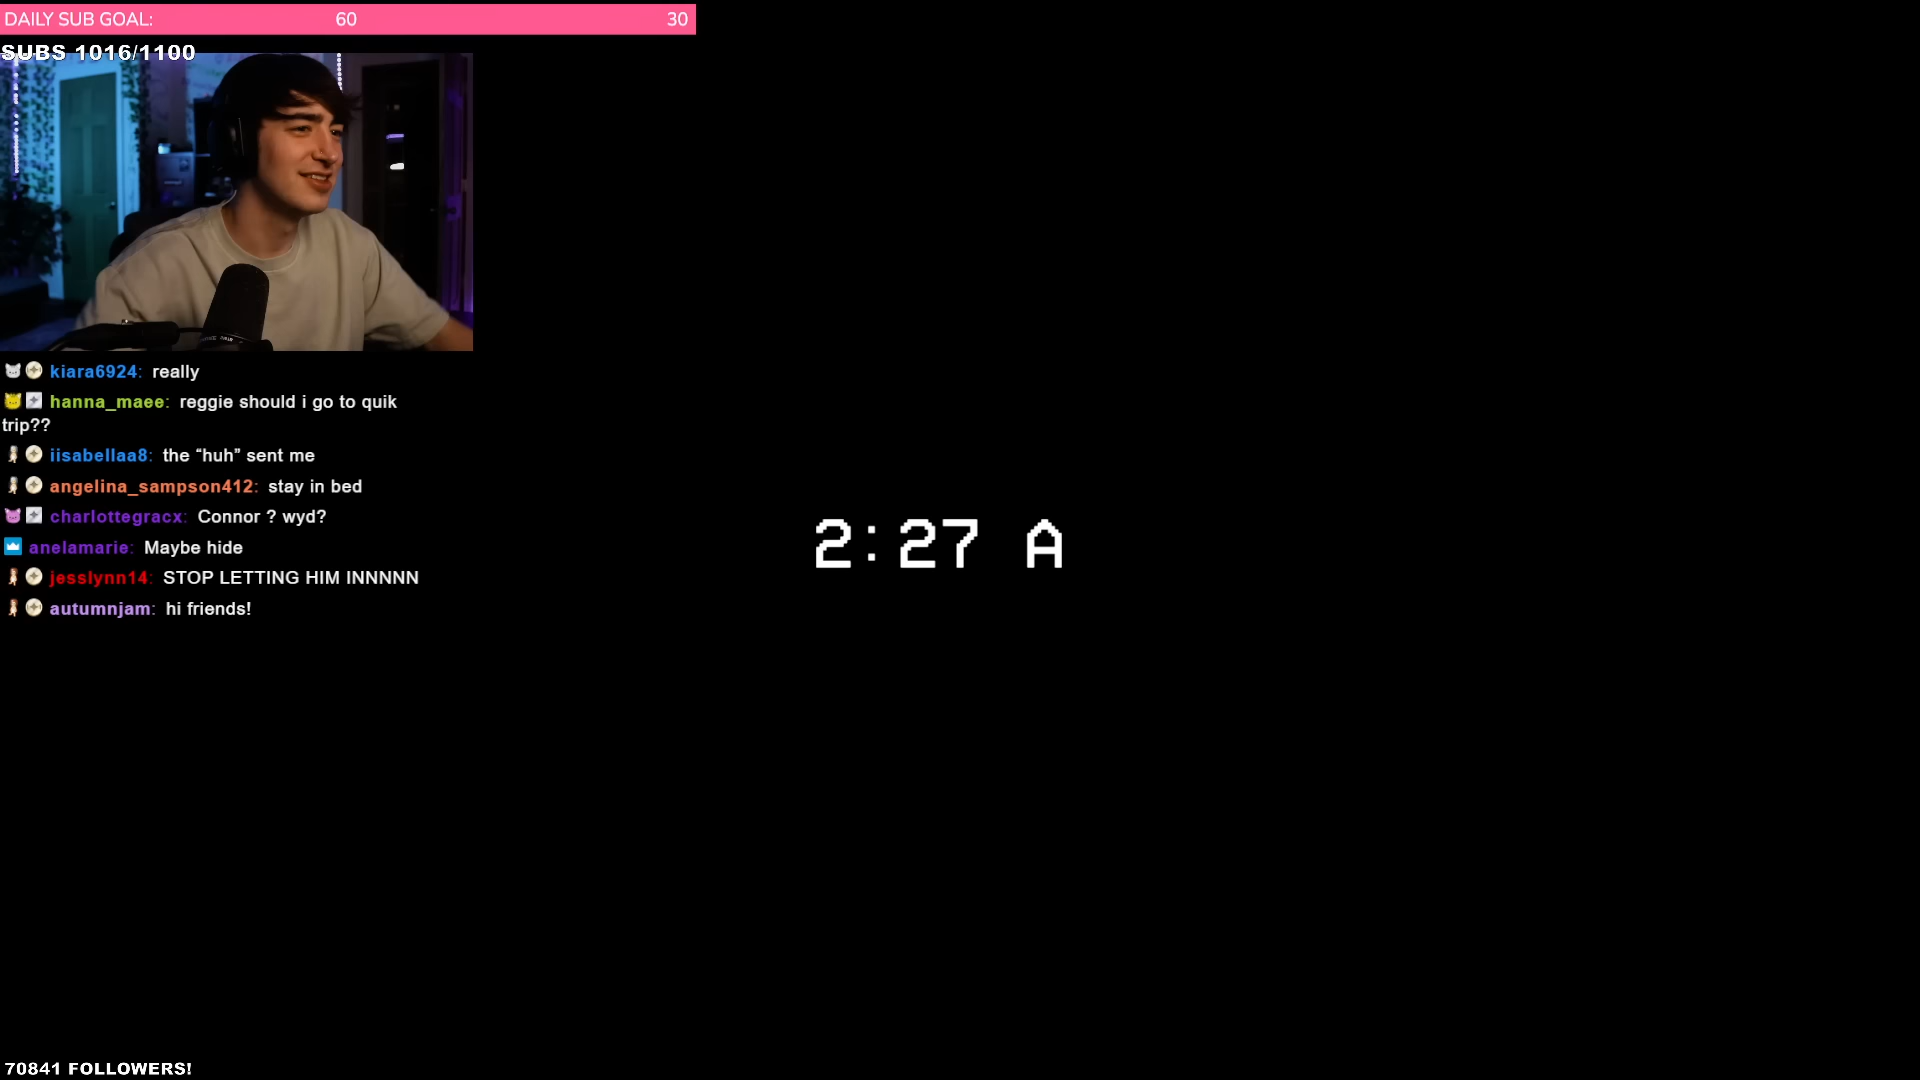 DAILY SUB GOAL: 60 30
SUBS 1016/1100
kiara6924: really
hanna_maee: reggie should i go to quik
trip??
iisabellaa8: the “huh” sent me
angelina_sampson412: stay in bed
charlottegracx: Connor ? wyd?
anelamarie: Maybe hide
jesslynn14: STOP LETTING HIM INNNNN
autumnjam: hi friends!
2:27 A
70841 FOLLOWERS!